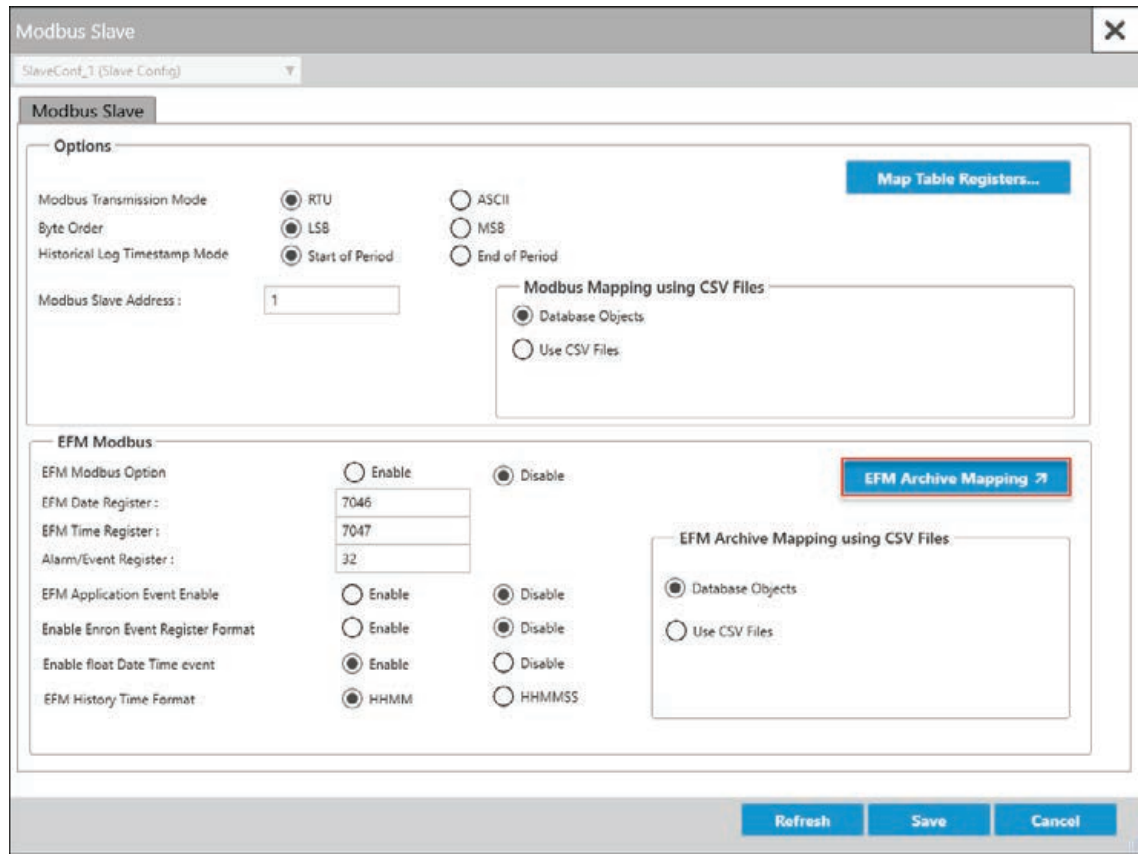 Modbus Slave
SlaveConf_1 (Slave Config)
Modbus Slave
Options
Map Table Registers...
Modbus Transmission Mode RTU ASCII
Byte Order LSB MSB
Historical Log Timestamp Mode Start of Period End of Period
Modbus Slave Address : 1
Modbus Mapping using CSV Files
Database Objects
Use CSV Files
EFM Modbus
EFM Modbus Option Enable Disable
EFM Archive Mapping
EFM Date Register : 7046
EFM Time Register : 7047
Alarm/Event Register : 32
EFM Archive Mapping using CSV Files
Database Objects
Use CSV Files
EFM Application Event Enable Enable Disable
Enable Enron Event Register Format Enable Disable
Enable float Date Time event Enable Disable
EFM History Time Format HHMM HHMMSS
Refresh Save Cancel